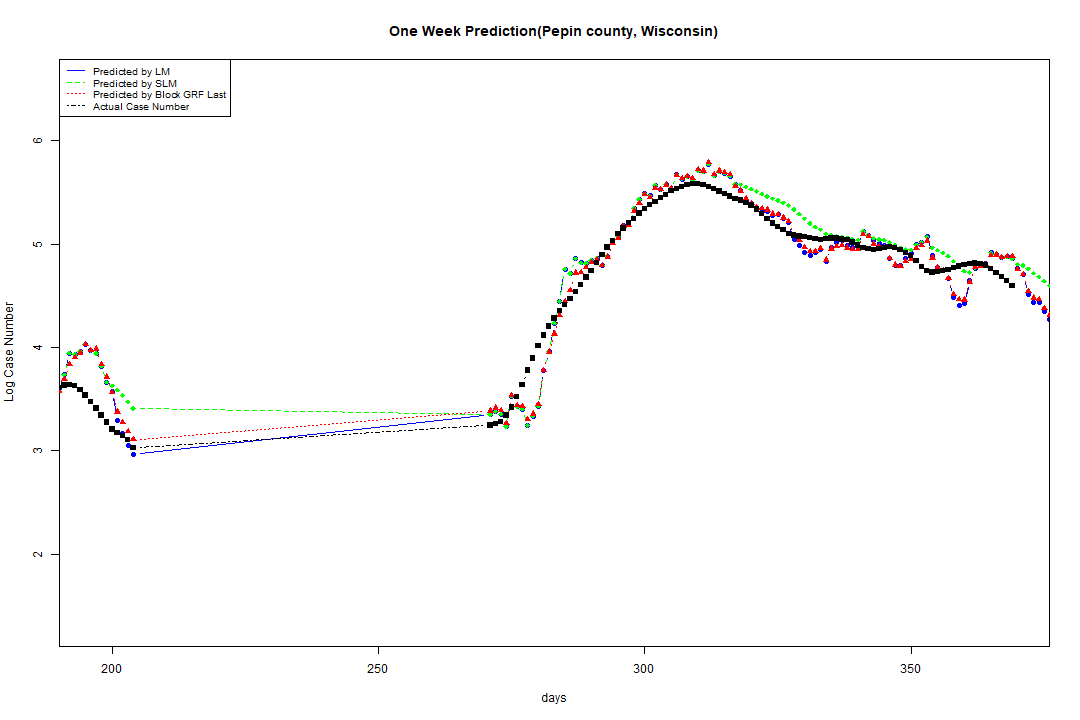 One Week Prediction(Pepin county, Wisconsin)
Predicted by LM
Predicted by SLM
Predicted by Block GRF Last
Actual Case Number
6
5
4
3
2
Log Case Number
200 250 300 350
days